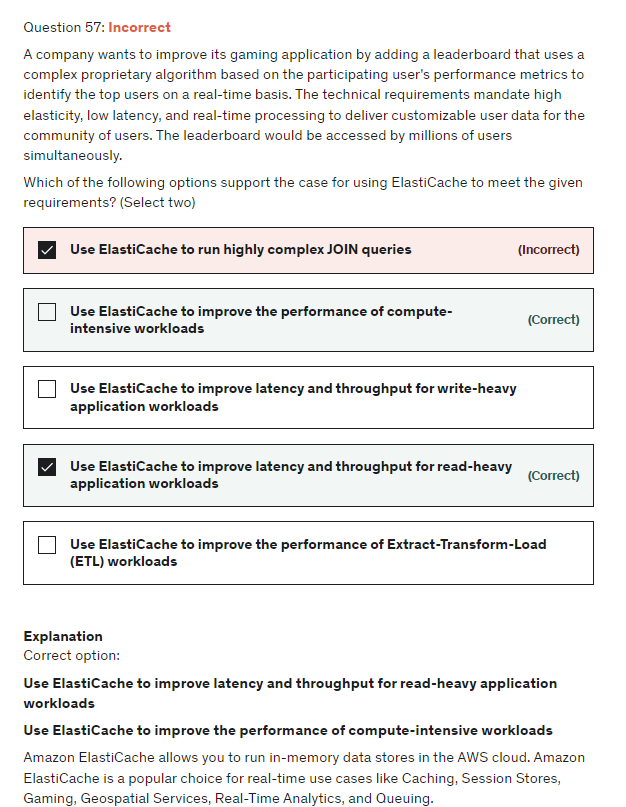 Question 57: Incorrect
A company wants to improve its gaming application by adding a leaderboard that uses a
complex proprietary algorithm based on the participating user's performance metrics to
identify the top users on a real-time basis. The technical requirements mandate high
elasticity, low latency, and real-time processing to deliver customizable user data for the
community of users. The leaderboard would be accessed by millions of users
simultaneously.
Which of the following options support the case for using ElastiCache to meet the given
requirements? (Select two)
Use ElastiCache to run highly complex JOIN queries (Incorrect)
Use ElastiCache to improve the performance of compute-
intensive workloads (Correct)
Use ElastiCache to improve latency and throughput for write-heavy
application workloads
Use ElastiCache to improve latency and throughput for read-heavy
application workloads (Correct)
Use ElastiCache to improve the performance of Extract-Transform-Load
(ETL) workloads
Explanation
Correct option:
Use ElastiCache to improve latency and throughput for read-heavy application
workloads
Use ElastiCache to improve the performance of compute-intensive workloads
Amazon ElastiCache allows you to run in-memory data stores in the AWS cloud. Amazon
ElastiCache is a popular choice for real-time use cases like Caching, Session Stores,
Gaming, Geospatial Services, Real-Time Analytics, and Queuing.